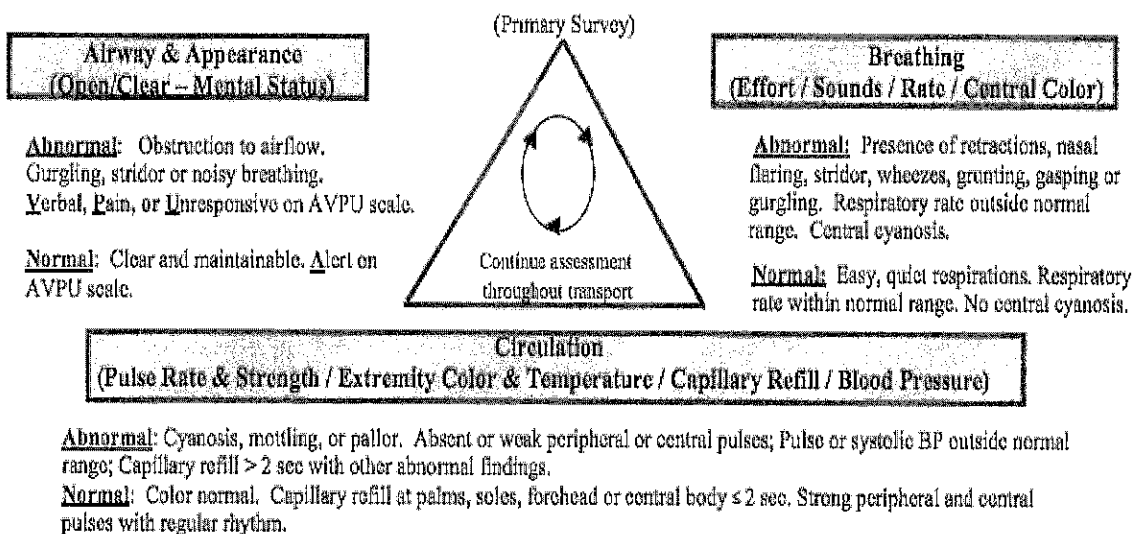 (Primary Survey)
Airway & Appearance
(Open/Clear – Mental Status)
Abnormal: Obstruction to airflow.
Gurgling, stridor or noisy breathing.
Verbal, Pain, or Unresponsive on AVPU scale.
Normal: Clear and maintainable. Alert on
AVPU scale.
Continue assessment
throughout transport
Breathing
(Effort / Sounds / Rate / Central Color)
Abnormal: Presence of retractions, nasal
flaring, stridor, wheezes, grunting, gasping or
gurgling. Respiratory rate outside normal
range. Central cyanosis.
Normal: Easy, quiet respirations. Respiratory
rate within normal range. No central cyanosis.
Circulation
(Pulse Rate & Strength / Extremity Color & Temperature / Capillary Refill / Blood Pressure)
Abnormal: Cyanosis, mottling, or pallor. Absent or weak peripheral or central pulses; Pulse or systolic BP outside normal
range; Capillary refill > 2 sec with other abnormal findings.
Normal: Color normal. Capillary refill at palms, soles, forehead or central body ≤ 2 sec. Strong peripheral and central
pulses with regular rhythm.